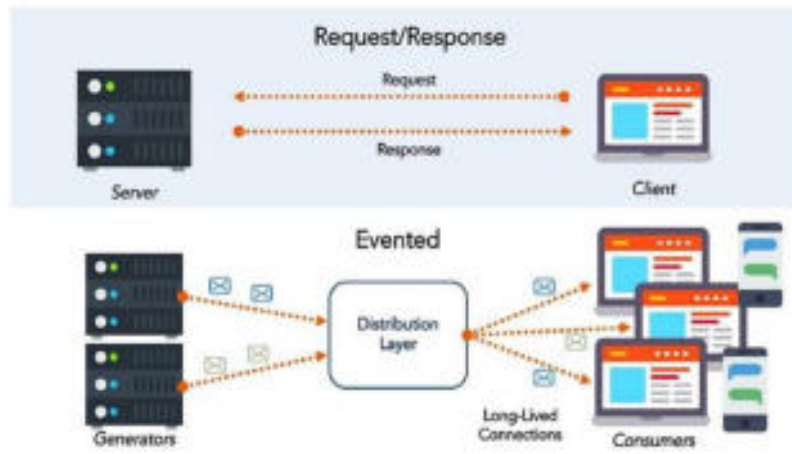 Request/Response
Request
Response
Server
Client
Evented
Distribution
Layer
Generators
Long-Lived
Connections
Consumers